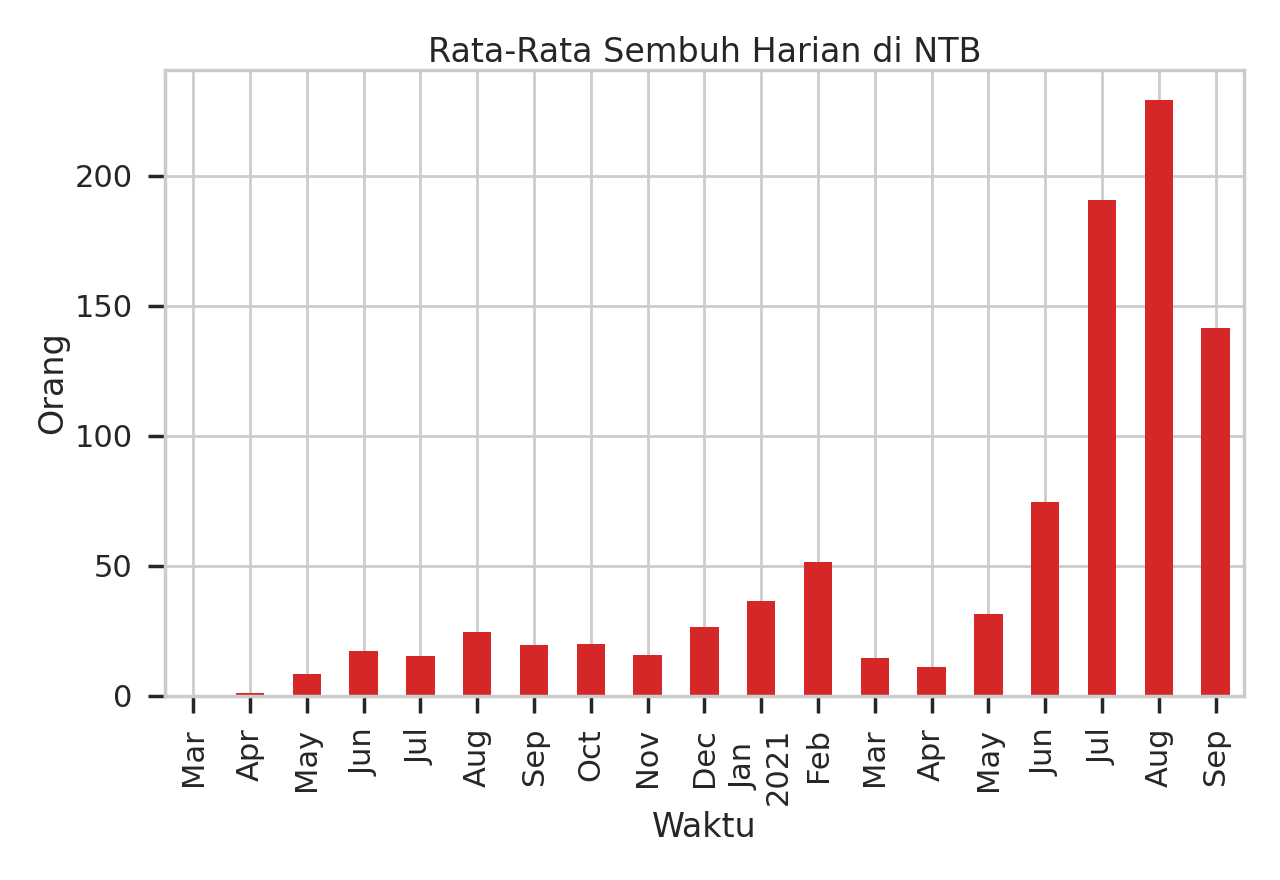 Rata-Rata Sembuh Harian di NTB
Orang
200
150
100
50
0
Mar
Apr
May
Jun
Jul
Aug
Sep
Oct
Nov
Dec
Jan
2021
Feb
Mar
Apr
May
Jun
Jul
Aug
Sep
Waktu